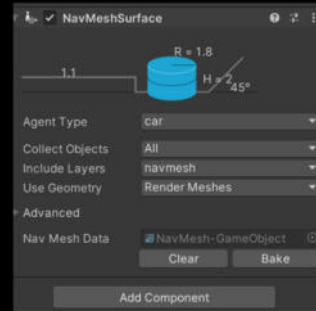 NavMeshSurface
R = 1.8
1.1
H = 2
45°
Agent Type car
Collect Objects All
Include Layers navmesh
Use Geometry Render Meshes
Advanced
Nav Mesh Data NavMesh-GameObject
Clear Bake
Add Component